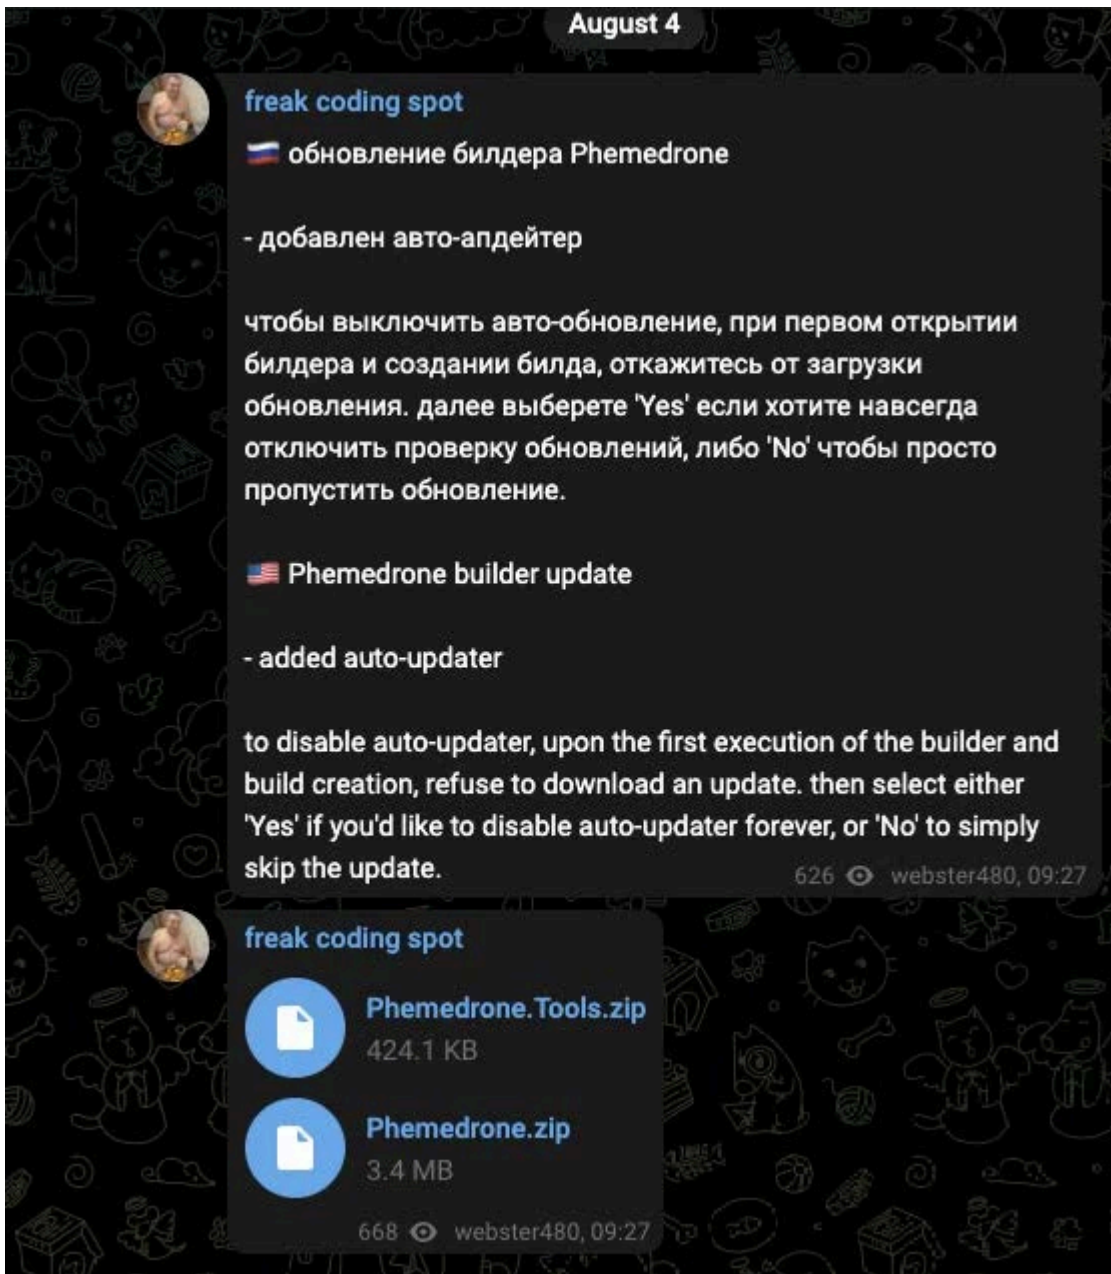 August 4
freak coding spot
🇷🇺 обновление билдера Phemedrone
- добавлен авто-апдейтер
чтобы выключить авто-обновление, при первом открытии
билдера и создании билда, откажитесь от загрузки
обновления. далее выберете 'Yes' если хотите навсегда
отключить проверку обновлений, либо 'No' чтобы просто
пропустить обновление.
🇺🇸 Phemedrone builder update
- added auto-updater
to disable auto-updater, upon the first execution of the builder and
build creation, refuse to download an update. then select either
'Yes' if you'd like to disable auto-updater forever, or 'No' to simply
skip the update.
626 webster480, 09:27
freak coding spot
Phemedrone.Tools.zip
424.1 KB
Phemedrone.zip
3.4 MB
668 webster480, 09:27